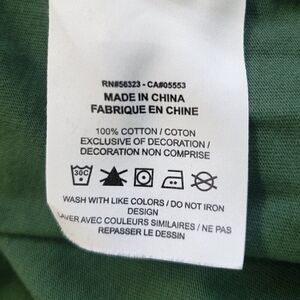 RN#56323 - CA#05553
MADE IN CHINA
FABRIQUE EN CHINE
100% COTTON / COTON
EXCLUSIVE OF DECORATION /
DECORATION NON COMPRISE
30C
WASH WITH LIKE COLORS / DO NOT IRON
DESIGN
LAVER AVEC COULEURS SIMILAIRES / NE PAS
REPASSER LE DESSIN